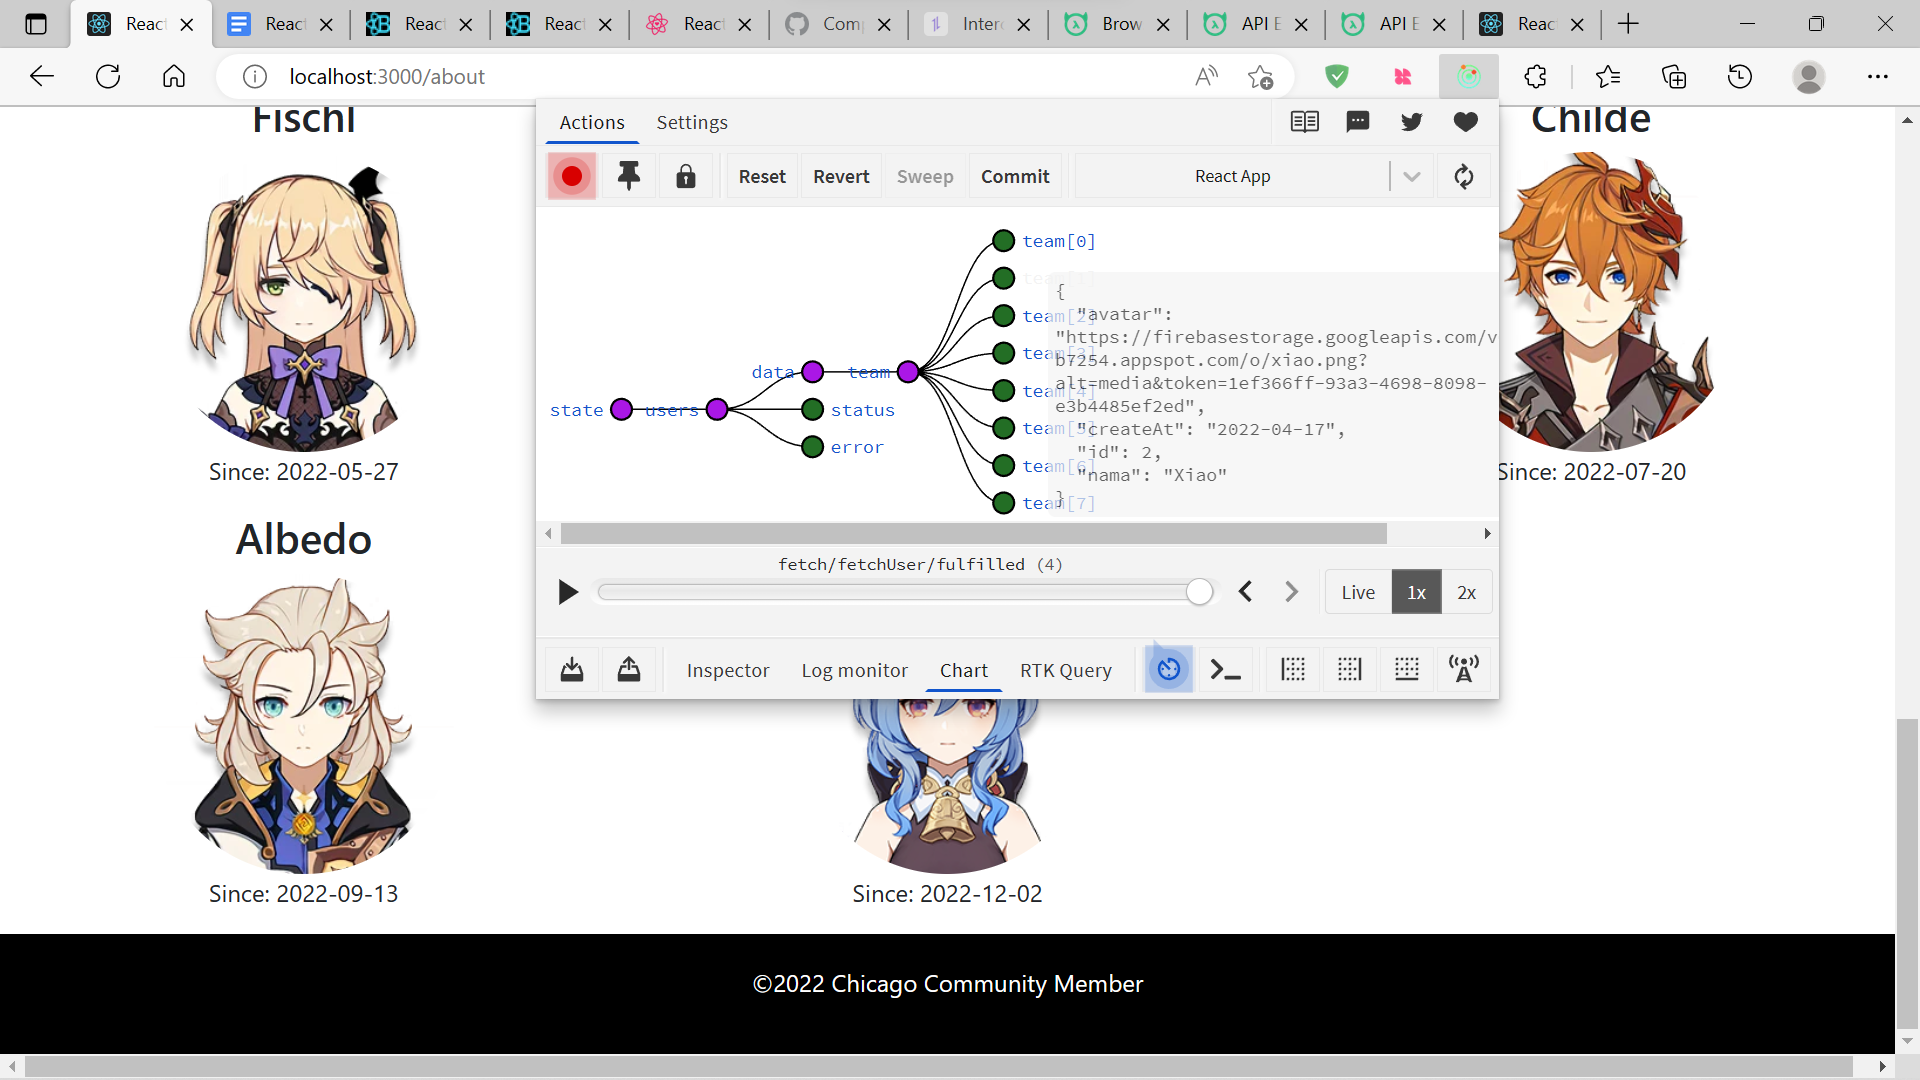 React
React
React
React
React
Com
Inter
Brow
API E
API E
React
localhost:3000/about
Fischl
Since: 2022-05-27
Albedo
Since: 2022-09-13
Actions
Settings
Reset
Revert
Sweep
Commit
React App
state
users
data
team
status
error
team[0]
team[1]
team[2]
team[3]
team[4]
team[5]
team[6]
team[7]
{
"avatar":
"https://firebasestorage.googleapis.com/v
b7254.appspot.com/o/xiao.png?
alt=media&token=1ef366ff-93a3-4698-8098-
e3b4485ef2ed",
"createAt": "2022-04-17",
"id": 2,
"nama": "Xiao"
}
fetch/fetchUser/fulfilled (4)
Live
1x
2x
Inspector
Log monitor
Chart
RTK Query
Since: 2022-12-02
Childe
Since: 2022-07-20
©2022 Chicago Community Member